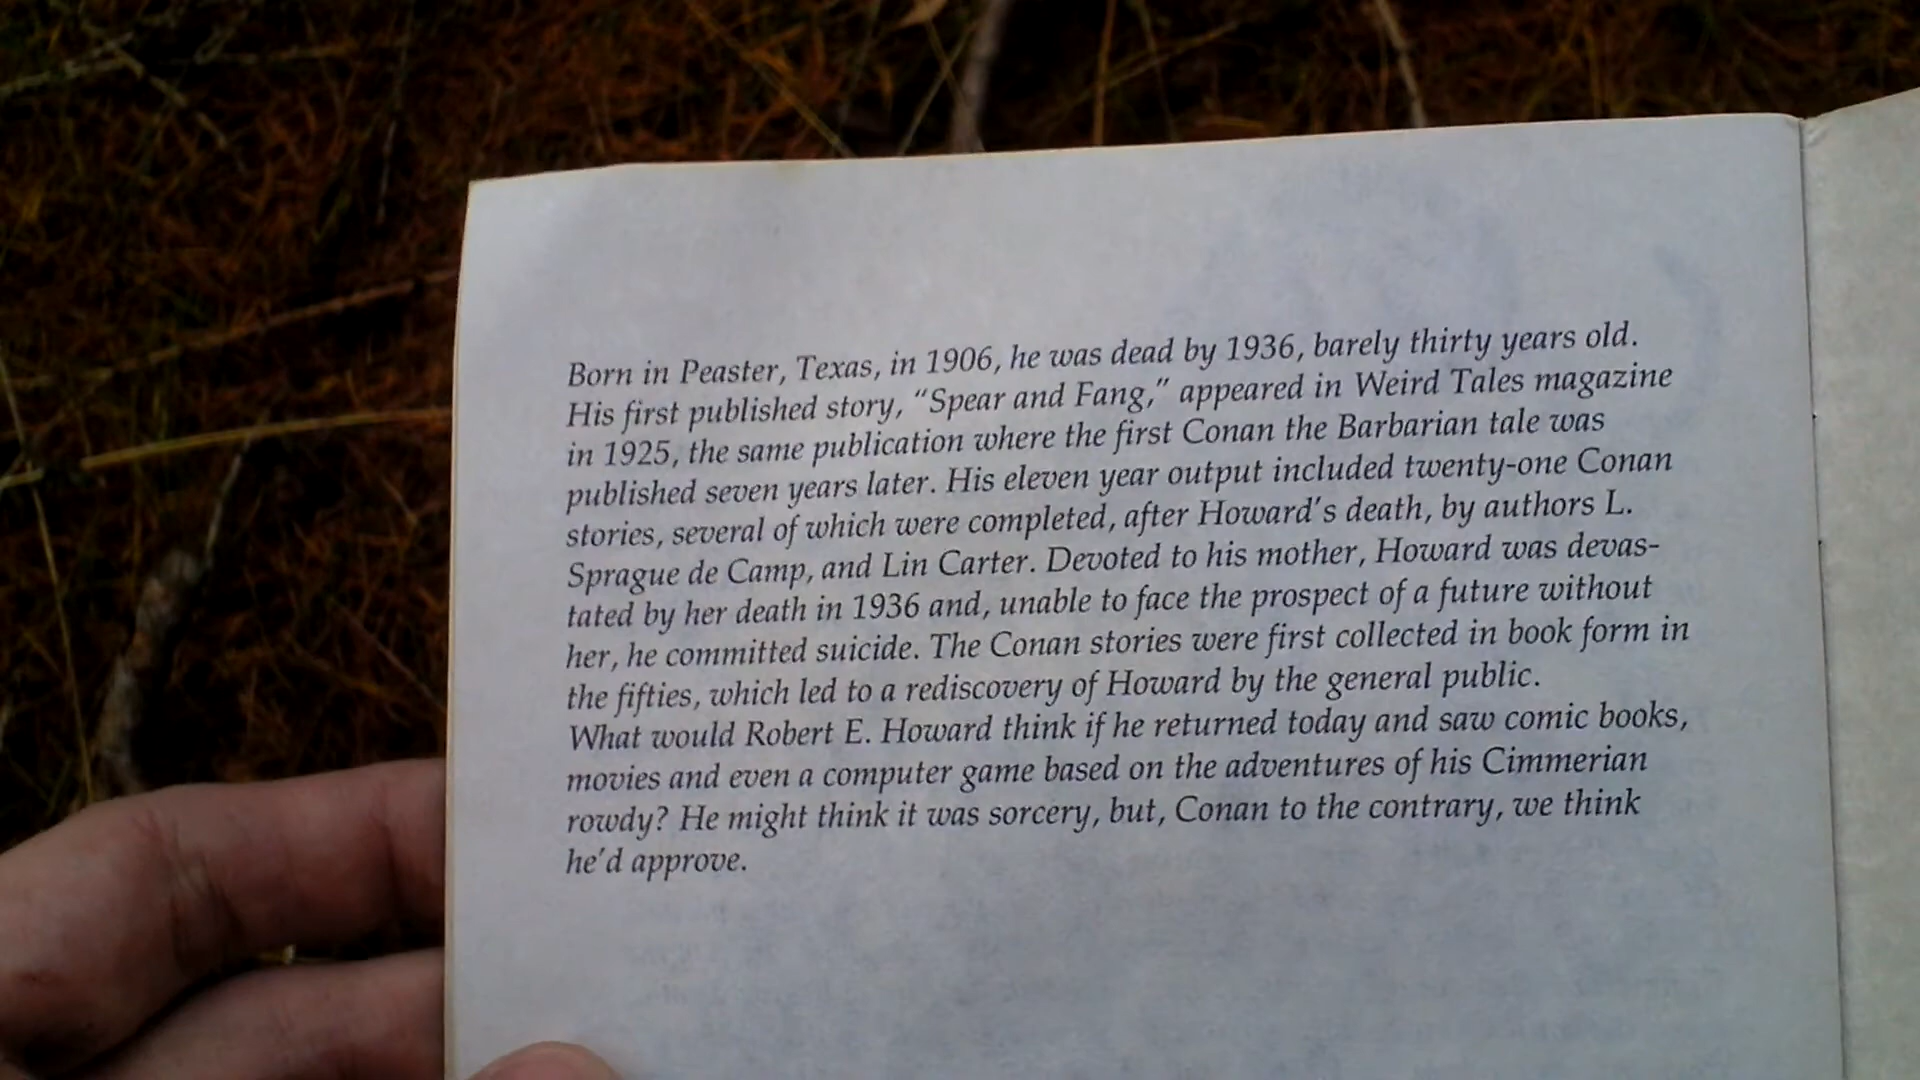 Born in Peaster, Texas, in 1906, he was dead by 1936, barely thirty years old.
His first published story, “Spear and Fang,” appeared in Weird Tales magazine
in 1925, the same publication where the first Conan the Barbarian tale was
published seven years later. His eleven year output included twenty-one Conan
stories, several of which were completed, after Howard's death, by authors L.
Sprague de Camp, and Lin Carter. Devoted to his mother, Howard was devas-
tated by her death in 1936 and, unable to face the prospect of a future without
her, he committed suicide. The Conan stories were first collected in book form in
the fifties, which led to a rediscovery of Howard by the general public.
What would Robert E. Howard think if he returned today and saw comic books,
movies and even a computer game based on the adventures of his Cimmerian
rowdy? He might think it was sorcery, but, Conan to the contrary, we think
he'd approve.